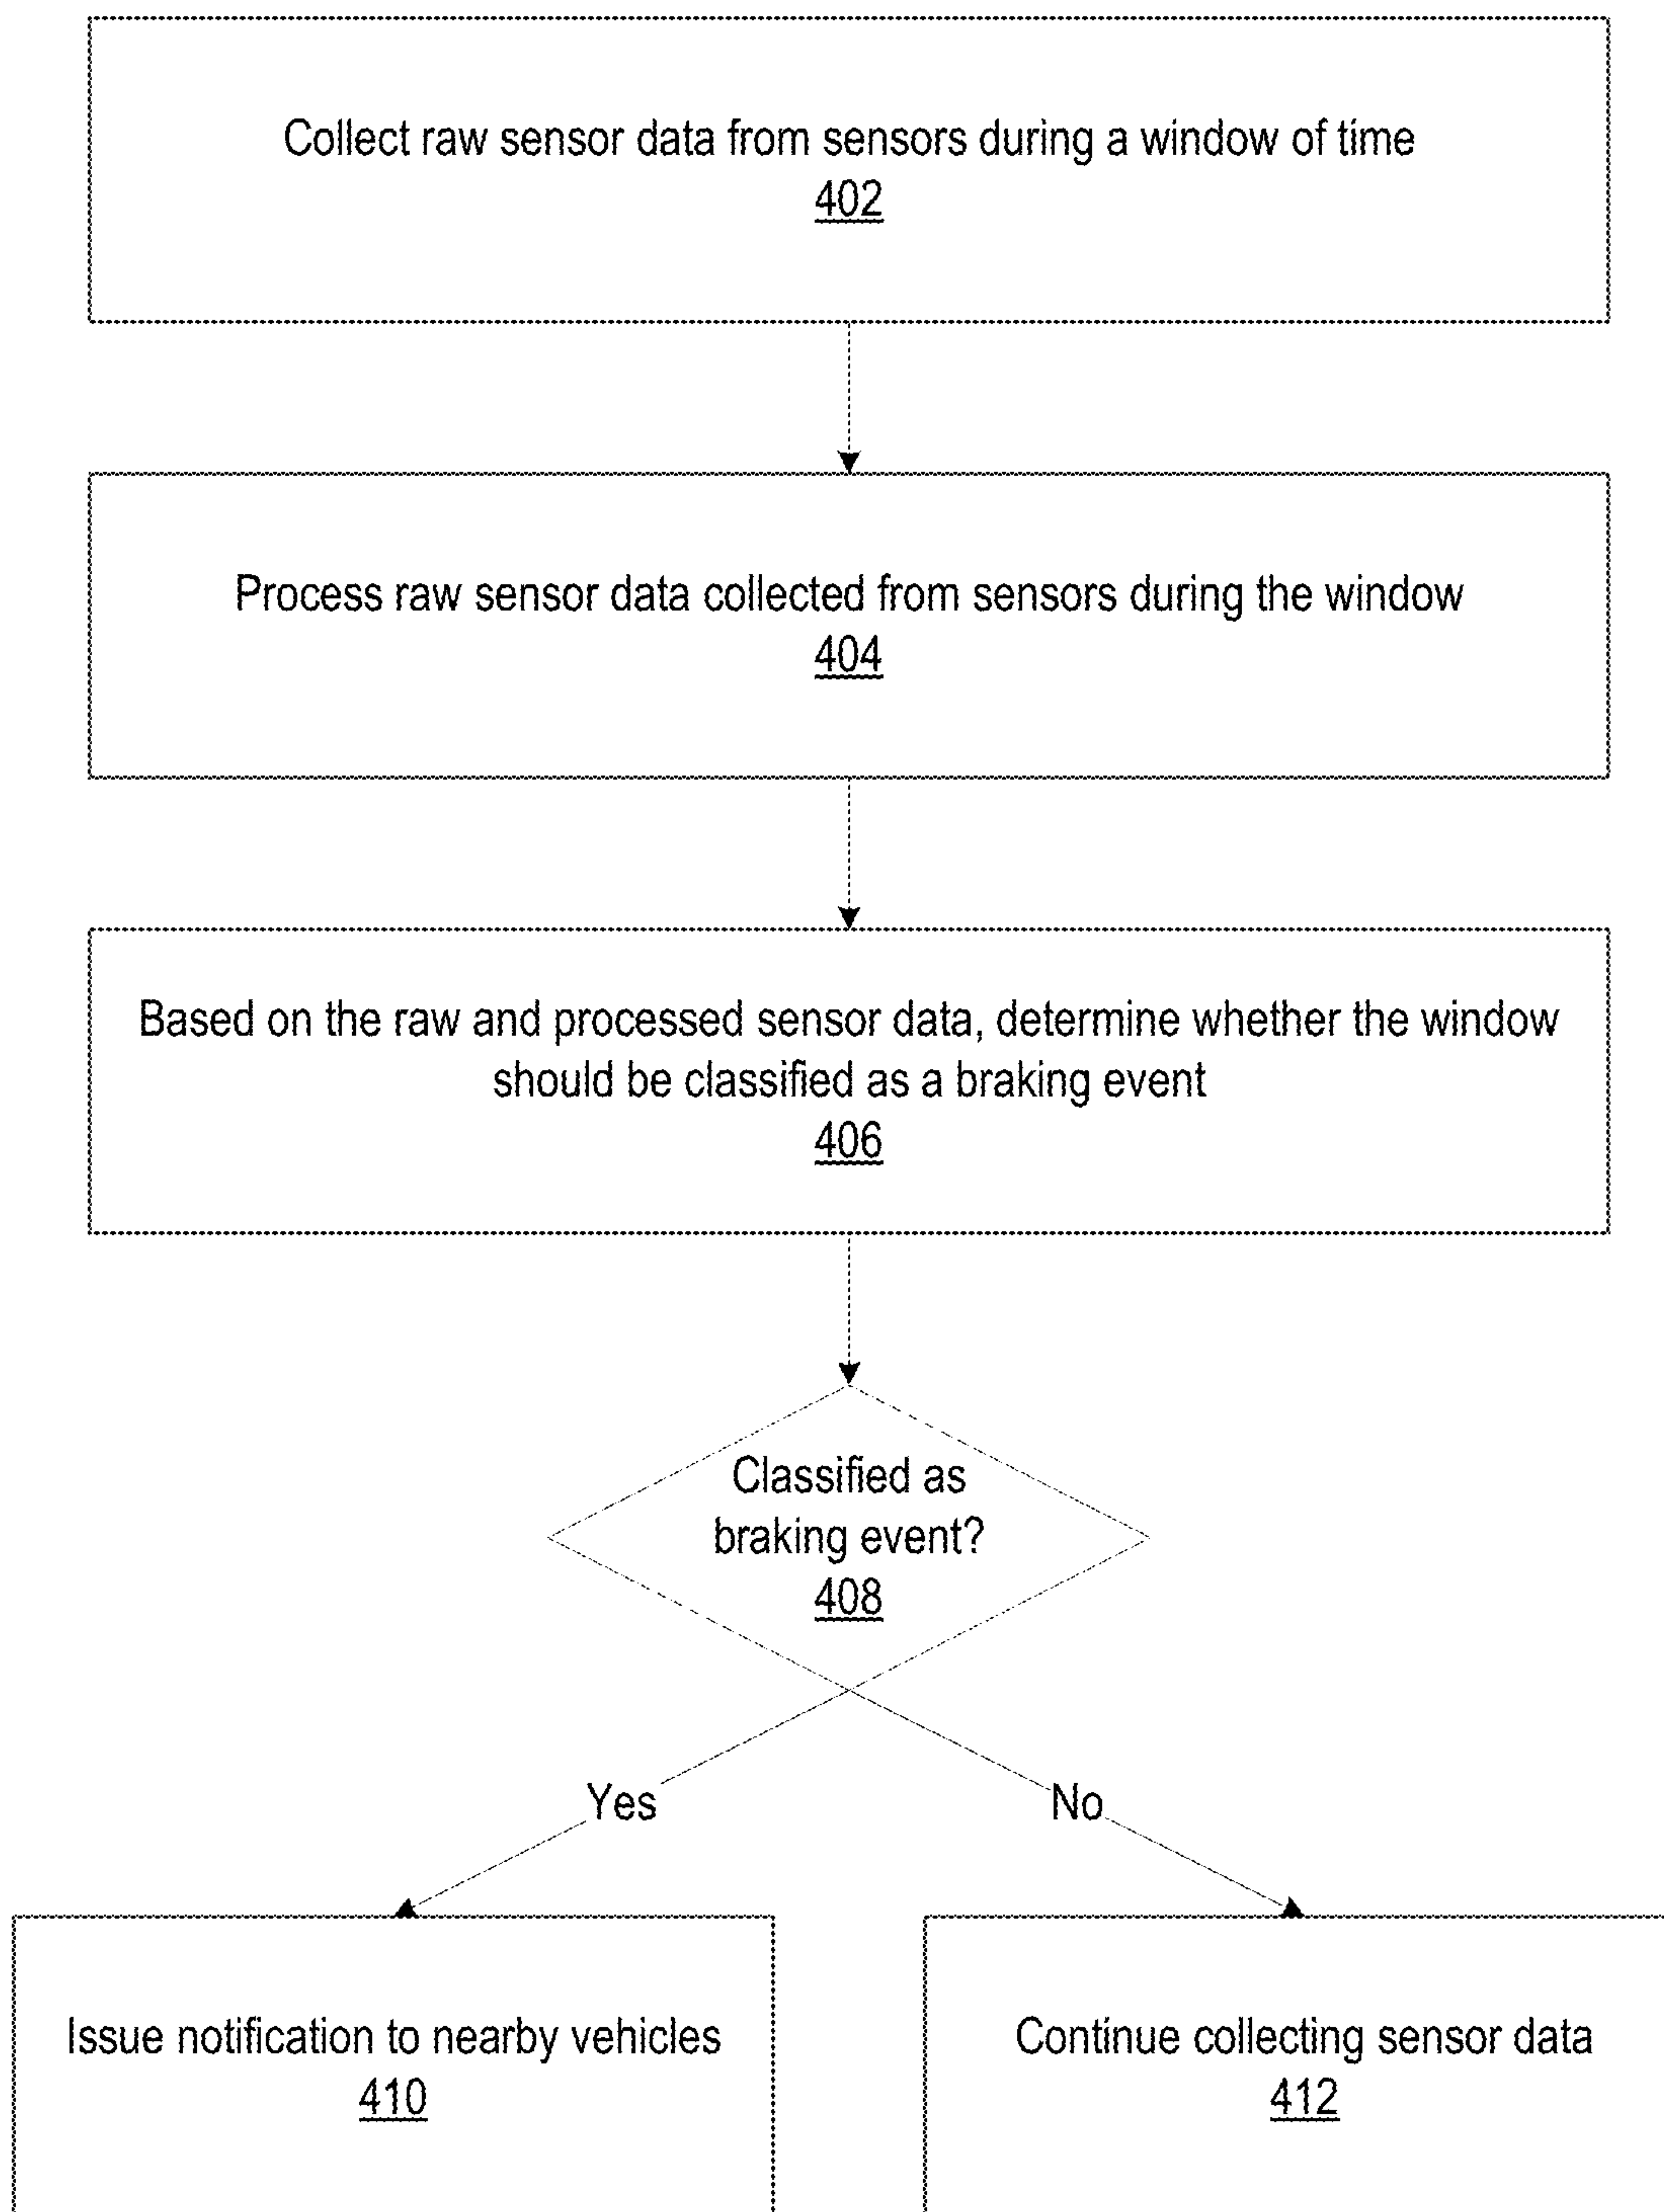 Collect raw sensor data from sensors during a window of time
402
Process raw sensor data collected from sensors during the window
404
Based on the raw and processed sensor data, determine whether the window
should be classified as a braking event
406
Classified as
braking event?
408
Yes
No
Issue notification to nearby vehicles
410
Continue collecting sensor data
412